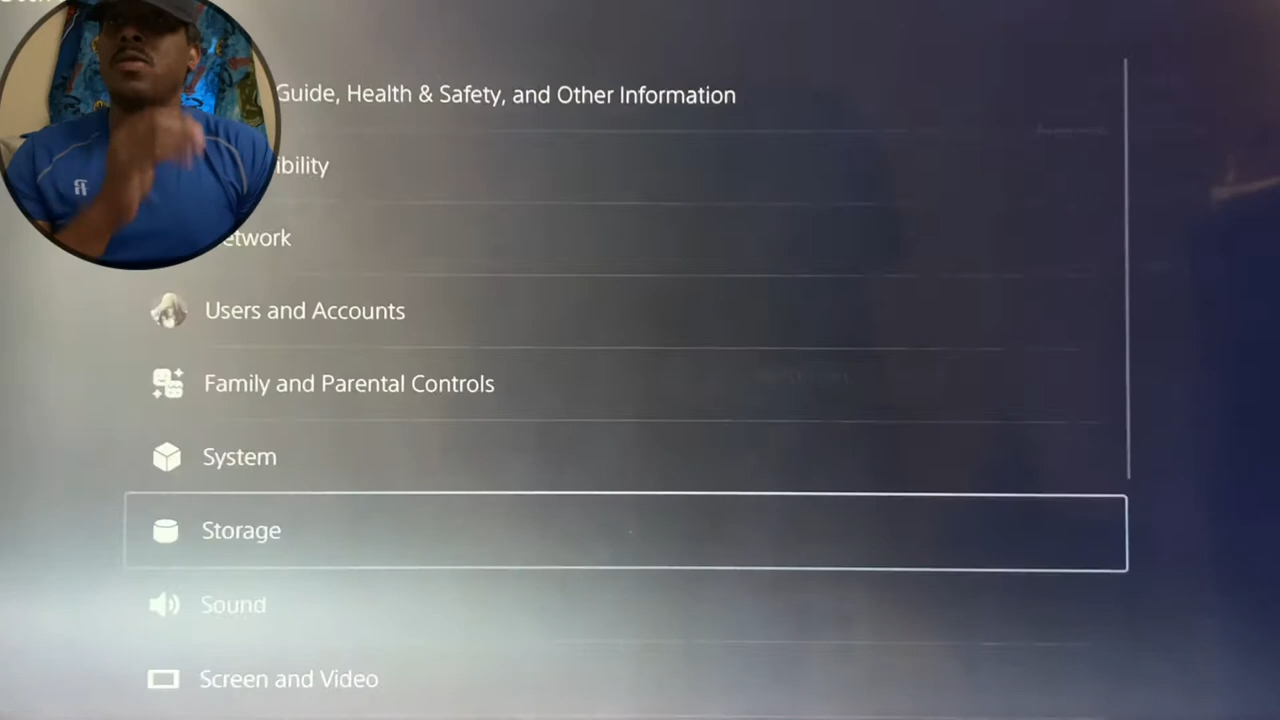 Guide, Health & Safety, and Other Information
ibility
etwork
Users and Accounts
Family and Parental Controls
System
Storage
Sound
Screen and Video